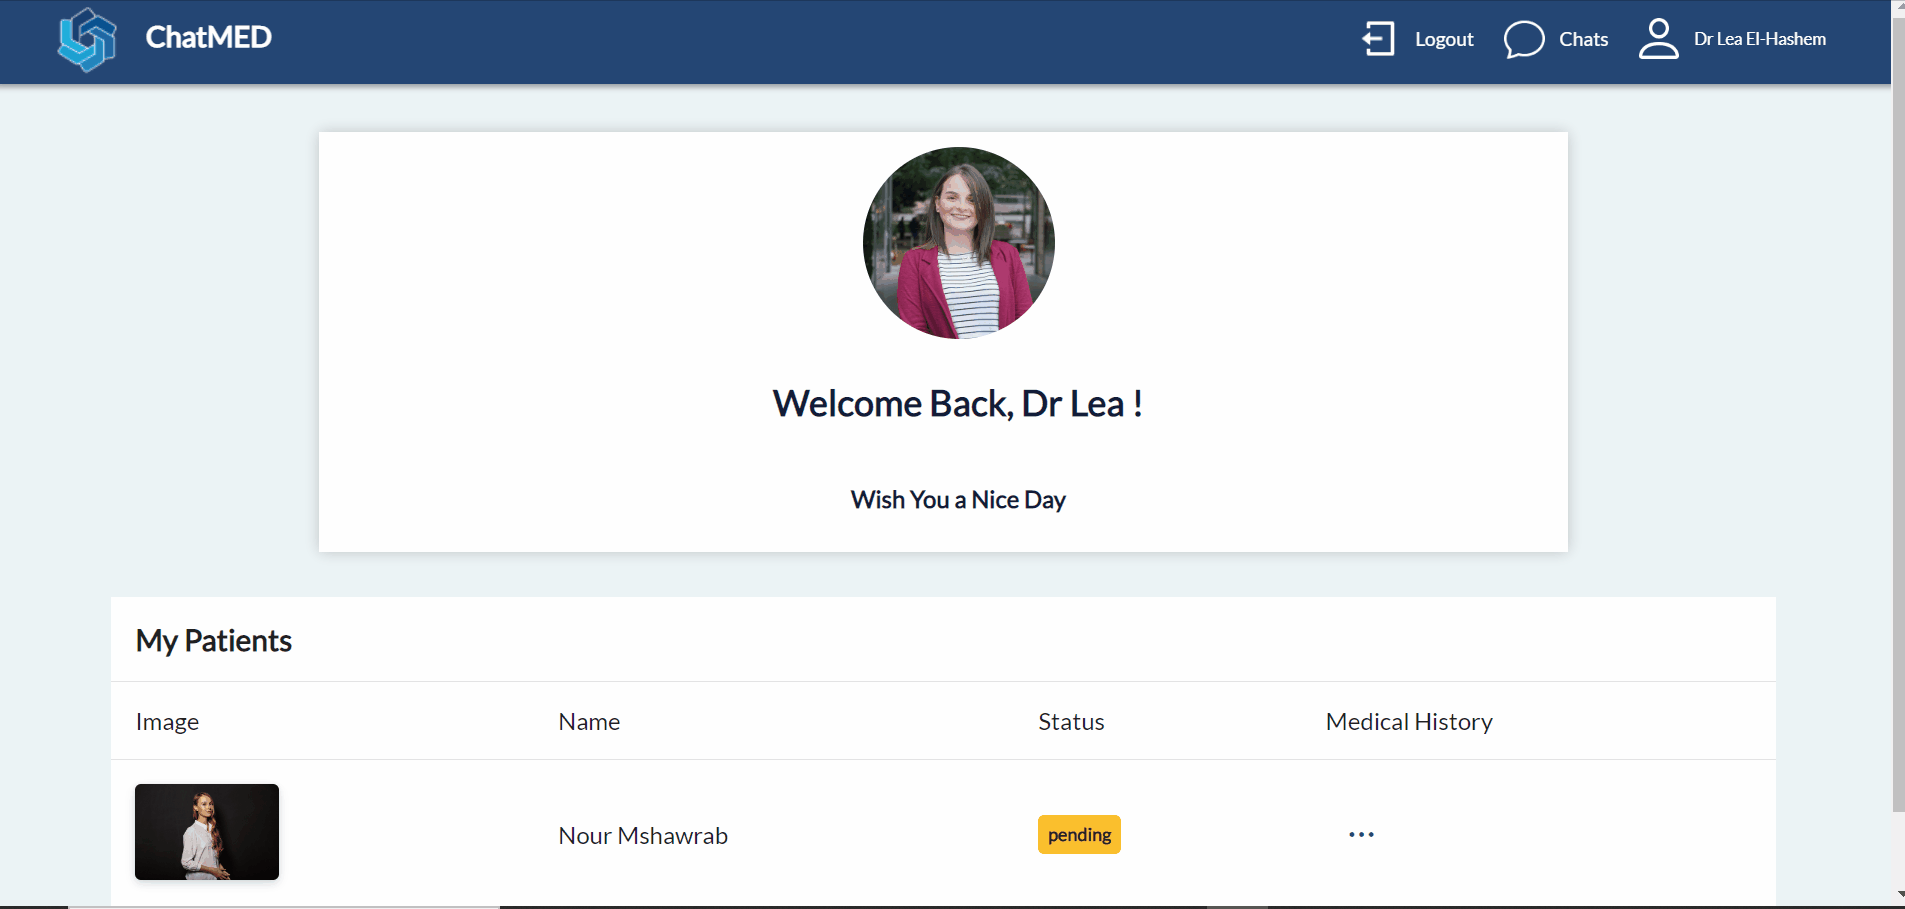 ChatMED
Logout
Chats
Dr Lea El-Hashem
Welcome Back, Dr Lea !
Wish You a Nice Day
My Patients
Image Name Status Medical History
Nour Mshawrab pending ...